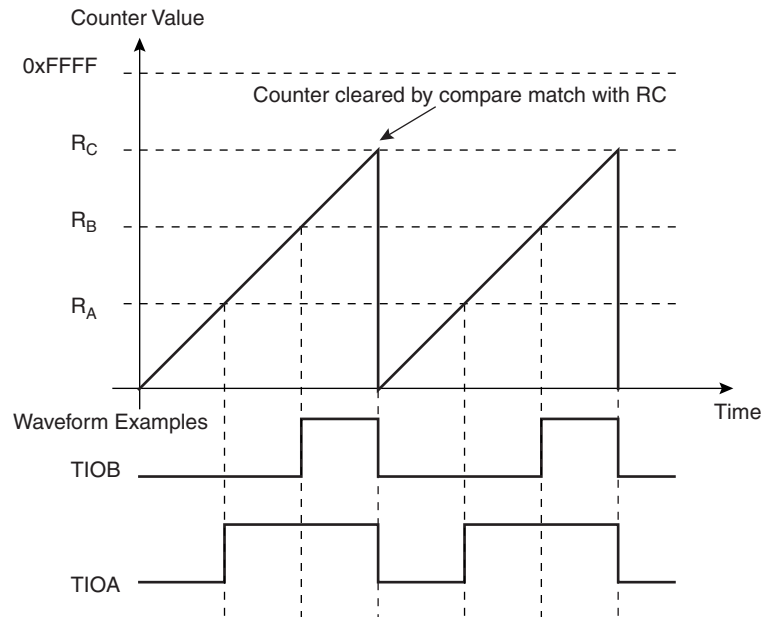 Counter Value
0xFFFF
Counter cleared by compare match with RC
RC
RB
RA
Time
Waveform Examples
TIOB
TIOA